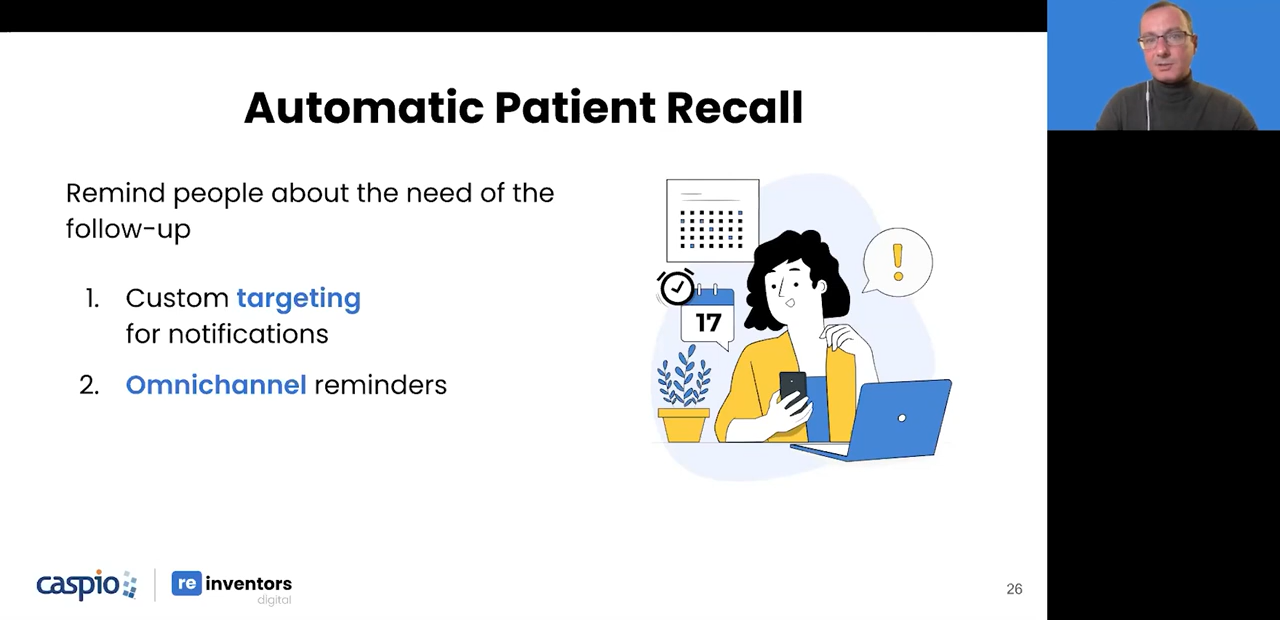 Automatic Patient Recall
Remind people about the need of the
follow-up
1. Custom targeting
for notifications
2. Omnichannel reminders
17
!
caspio
re inventors
digital
26